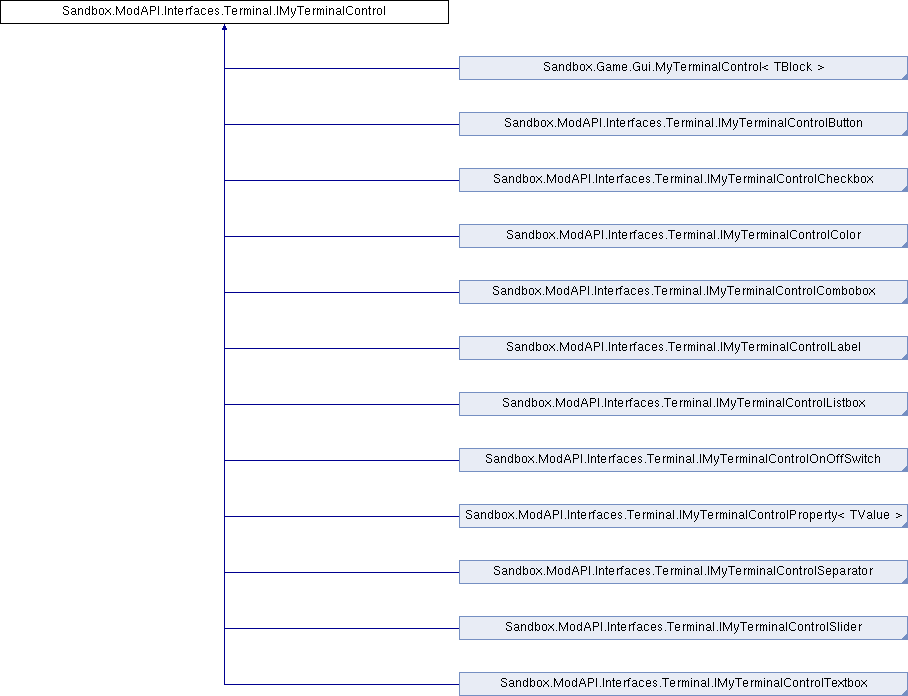 Sandbox.ModAPI.Interfaces.Terminal.IMyTerminalControl
Sandbox.Game.Gui.MyTerminalControl< TBlock >
Sandbox.ModAPI.Interfaces.Terminal.IMyTerminalControlButton
Sandbox.ModAPI.Interfaces.Terminal.IMyTerminalControlCheckbox
Sandbox.ModAPI.Interfaces.Terminal.IMyTerminalControlColor
Sandbox.ModAPI.Interfaces.Terminal.IMyTerminalControlCombobox
Sandbox.ModAPI.Interfaces.Terminal.IMyTerminalControlLabel
Sandbox.ModAPI.Interfaces.Terminal.IMyTerminalControlListbox
Sandbox.ModAPI.Interfaces.Terminal.IMyTerminalControlOnOffSwitch
Sandbox.ModAPI.Interfaces.Terminal.IMyTerminalControlProperty< TValue >
Sandbox.ModAPI.Interfaces.Terminal.IMyTerminalControlSeparator
Sandbox.ModAPI.Interfaces.Terminal.IMyTerminalControlSlider
Sandbox.ModAPI.Interfaces.Terminal.IMyTerminalControlTextbox